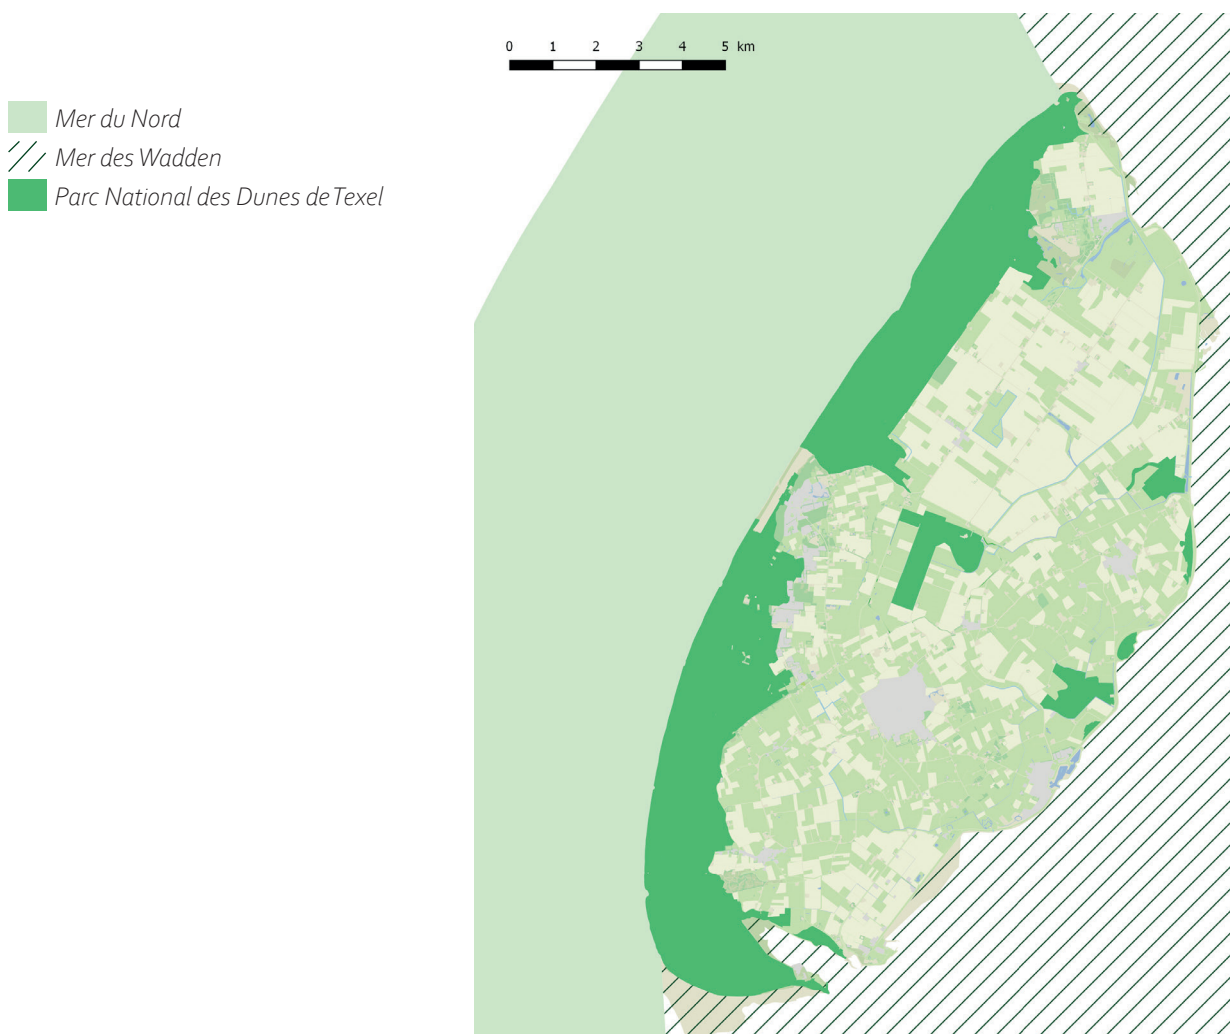 0 1 2 3 4 5 km
Mer du Nord
Mer des Wadden
Parc National des Dunes de Texel